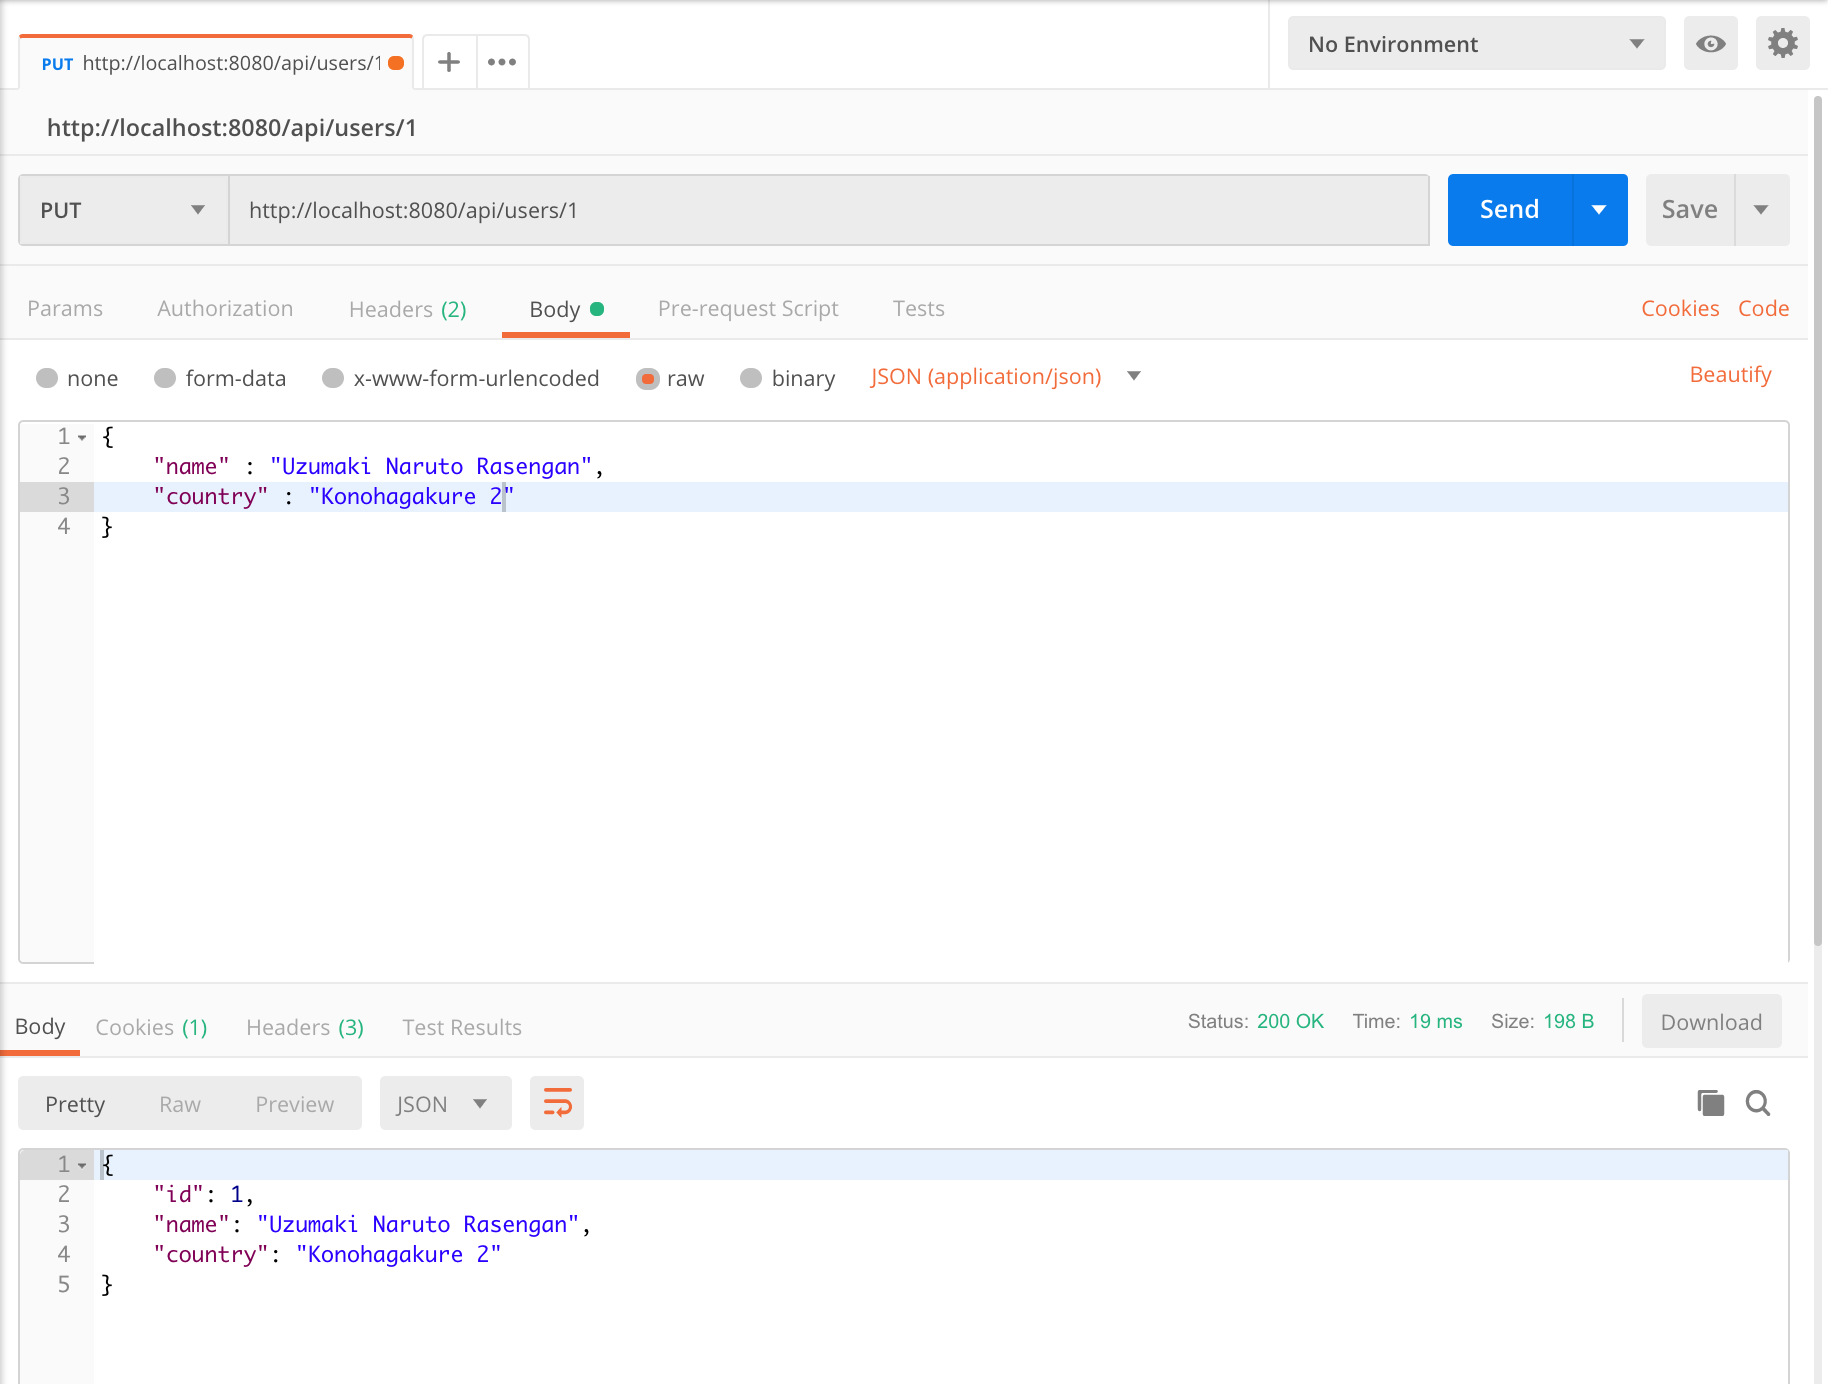 PUT http://localhost:8080/api/users/1
No Environment
http://localhost:8080/api/users/1
PUT http://localhost:8080/api/users/1 Send Save
Params Authorization Headers (2) Body Pre-request Script Tests Cookies Code
none form-data x-www-form-urlencoded raw binary JSON (application/json) Beautify
1 {
2 "name" : "Uzumaki Naruto Rasengan",
3 "country" : "Konohagakure 2"
4 }
Body Cookies (1) Headers (3) Test Results Status: 200 OK Time: 19 ms Size: 198 B Download
Pretty Raw Preview JSON
1 {
2 "id": 1,
3 "name": "Uzumaki Naruto Rasengan",
4 "country": "Konohagakure 2"
5 }